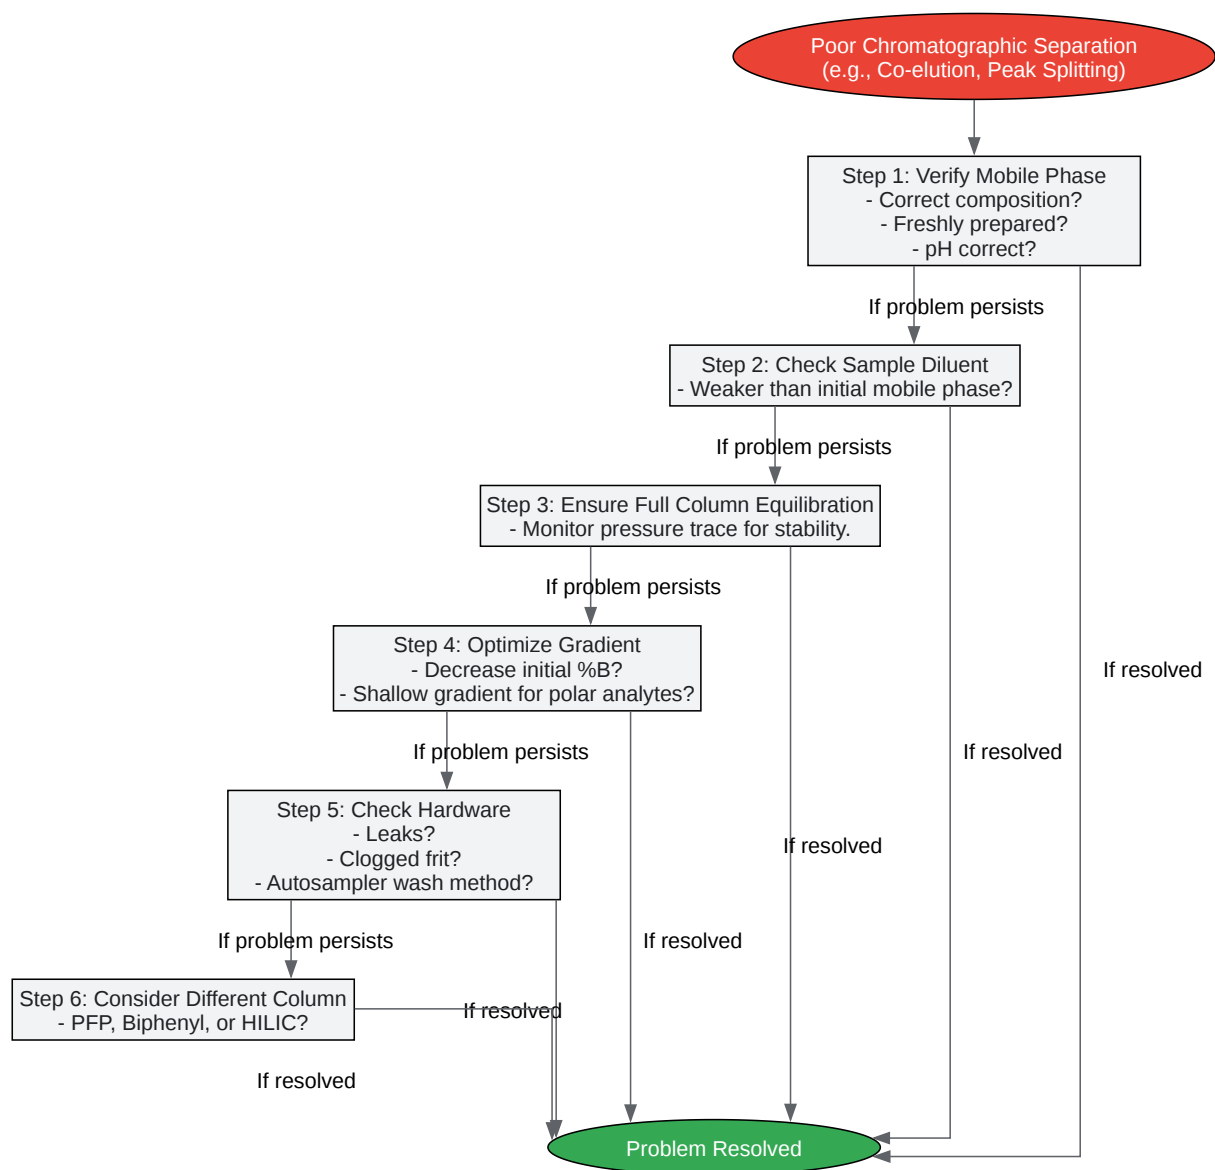 Poor Chromatographic Separation
(e.g., Co-elution, Peak Splitting)
Step 1: Verify Mobile Phase
- Correct composition?
- Freshly prepared?
- pH correct?
If problem persists
Step 2: Check Sample Diluent
- Weaker than initial mobile phase?
If problem persists
Step 3: Ensure Full Column Equilibration
- Monitor pressure trace for stability.
If problem persists
Step 4: Optimize Gradient
- Decrease initial %B?
- Shallow gradient for polar analytes?
If resolved
If problem persists
If resolved
Step 5: Check Hardware
- Leaks?
- Clogged frit?
- Autosampler wash method?
If resolved
If problem persists
If resolved
Step 6: Consider Different Column
- PFP, Biphenyl, or HILIC?
If resolved
If resolved
Problem Resolved